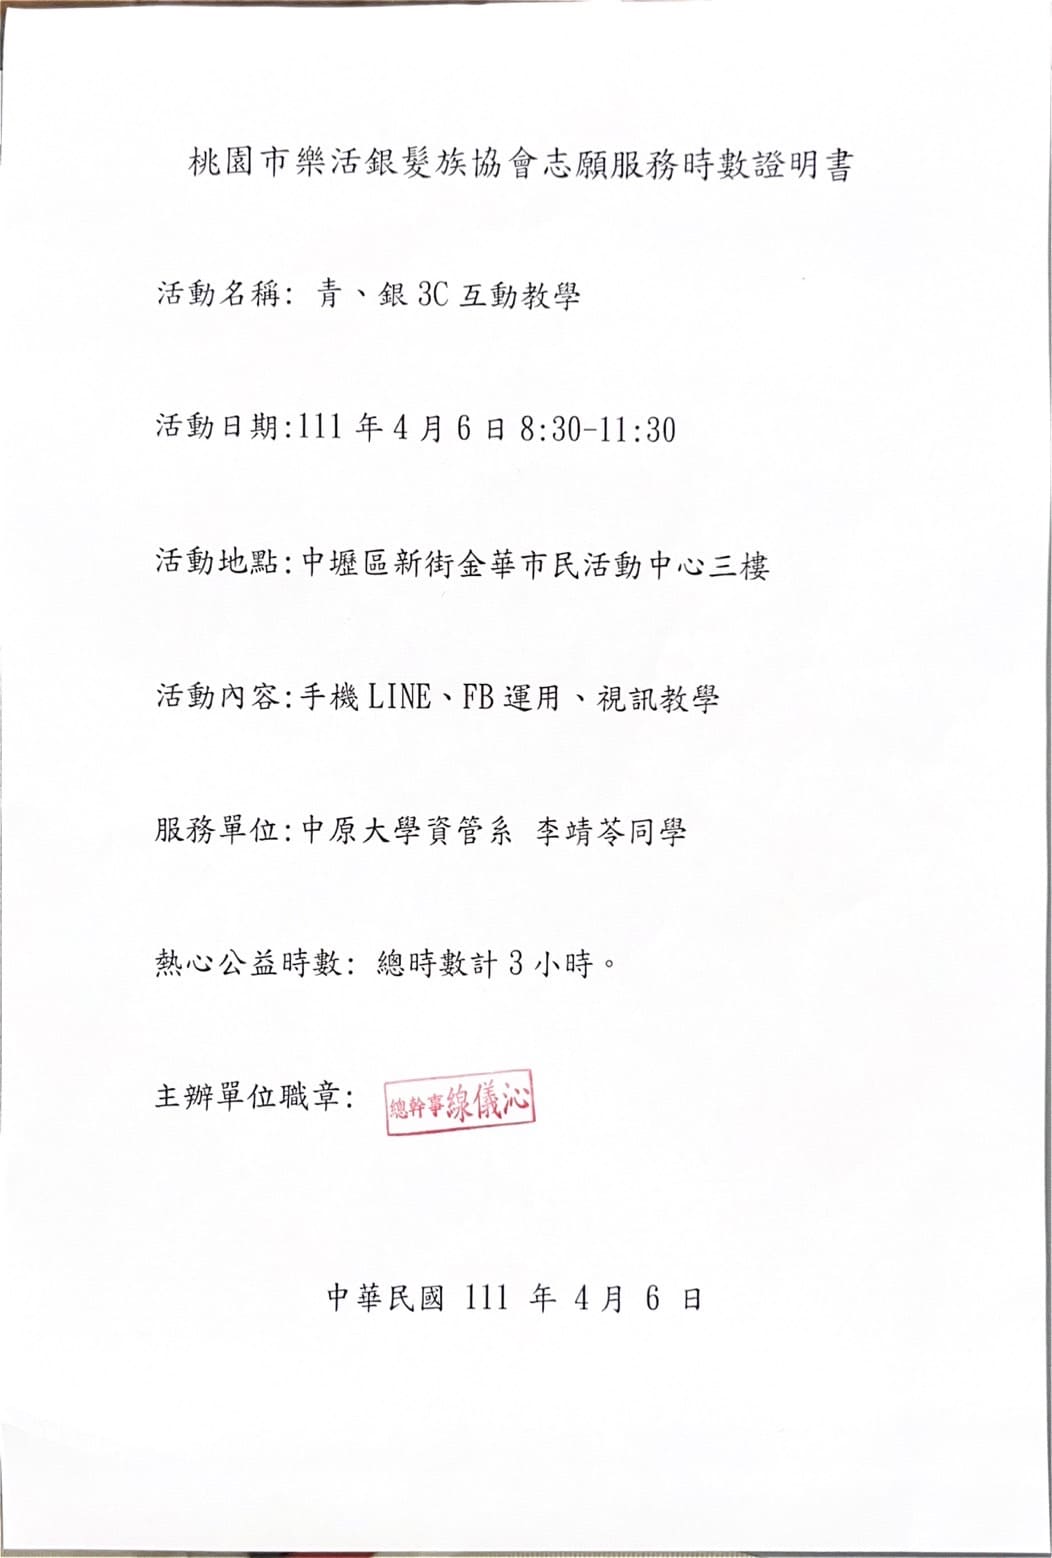 桃園市樂活銀髮族協會志願服務時數證明書
活動名稱: 青、銀 3C 互動教學
活動日期:111 年 4 月 6 日 8:30-11:30
活動地點:中壢區新街金華市民活動中心三樓
活動內容:手機 LINE、FB 運用、視訊教學
服務單位:中原大學資管系 李靖苓同學
熱心公益時數: 總時數計 3 小時。
主辦單位職章: 總幹事線儀沁
中華民國 111 年 4 月 6 日